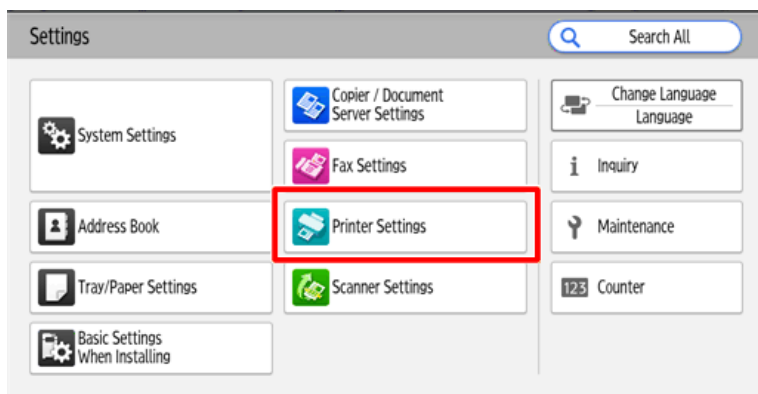 Settings
Search All
System Settings
Address Book
Tray/Paper Settings
Basic Settings
When Installing
Copier / Document
Server Settings
Fax Settings
Printer Settings
Scanner Settings
Change Language
Language
i Inquiry
Maintenance
123 Counter